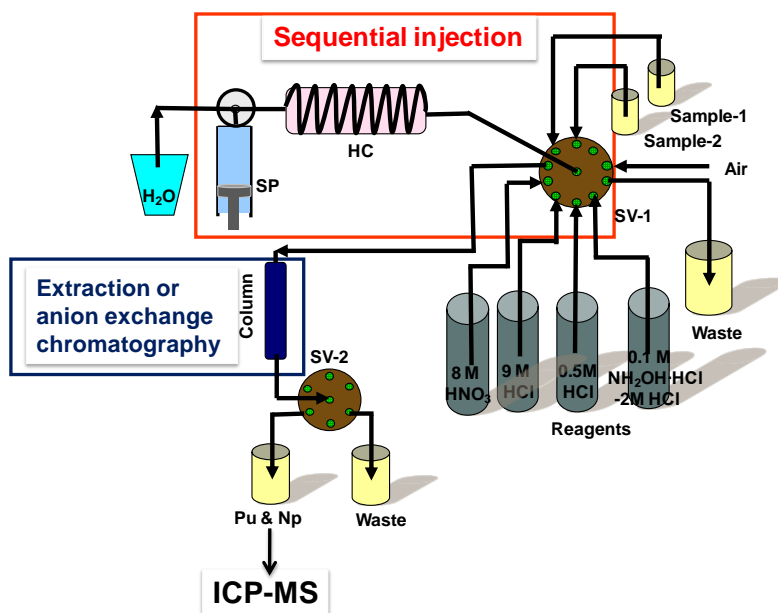 Sequential injection
Sample-1
Sample-2
HC
Air
H₂O
SP
SV-1
Extraction or
anion exchange
chromatography
Column
SV-2
8 M
HNO₃
9 M
HCl
0.5M
HCl
0.1 M
NH₂OH·HCl
-2M HCl
Waste
Reagents
Pu & Np
Waste
ICP-MS